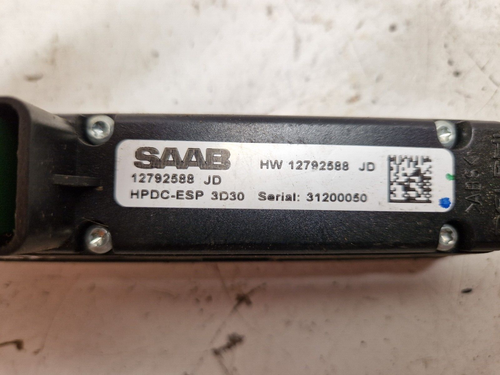 SAAB HW 12792588 JD
12792588 JD
HPDC-ESP 3D30 Serial: 31200050